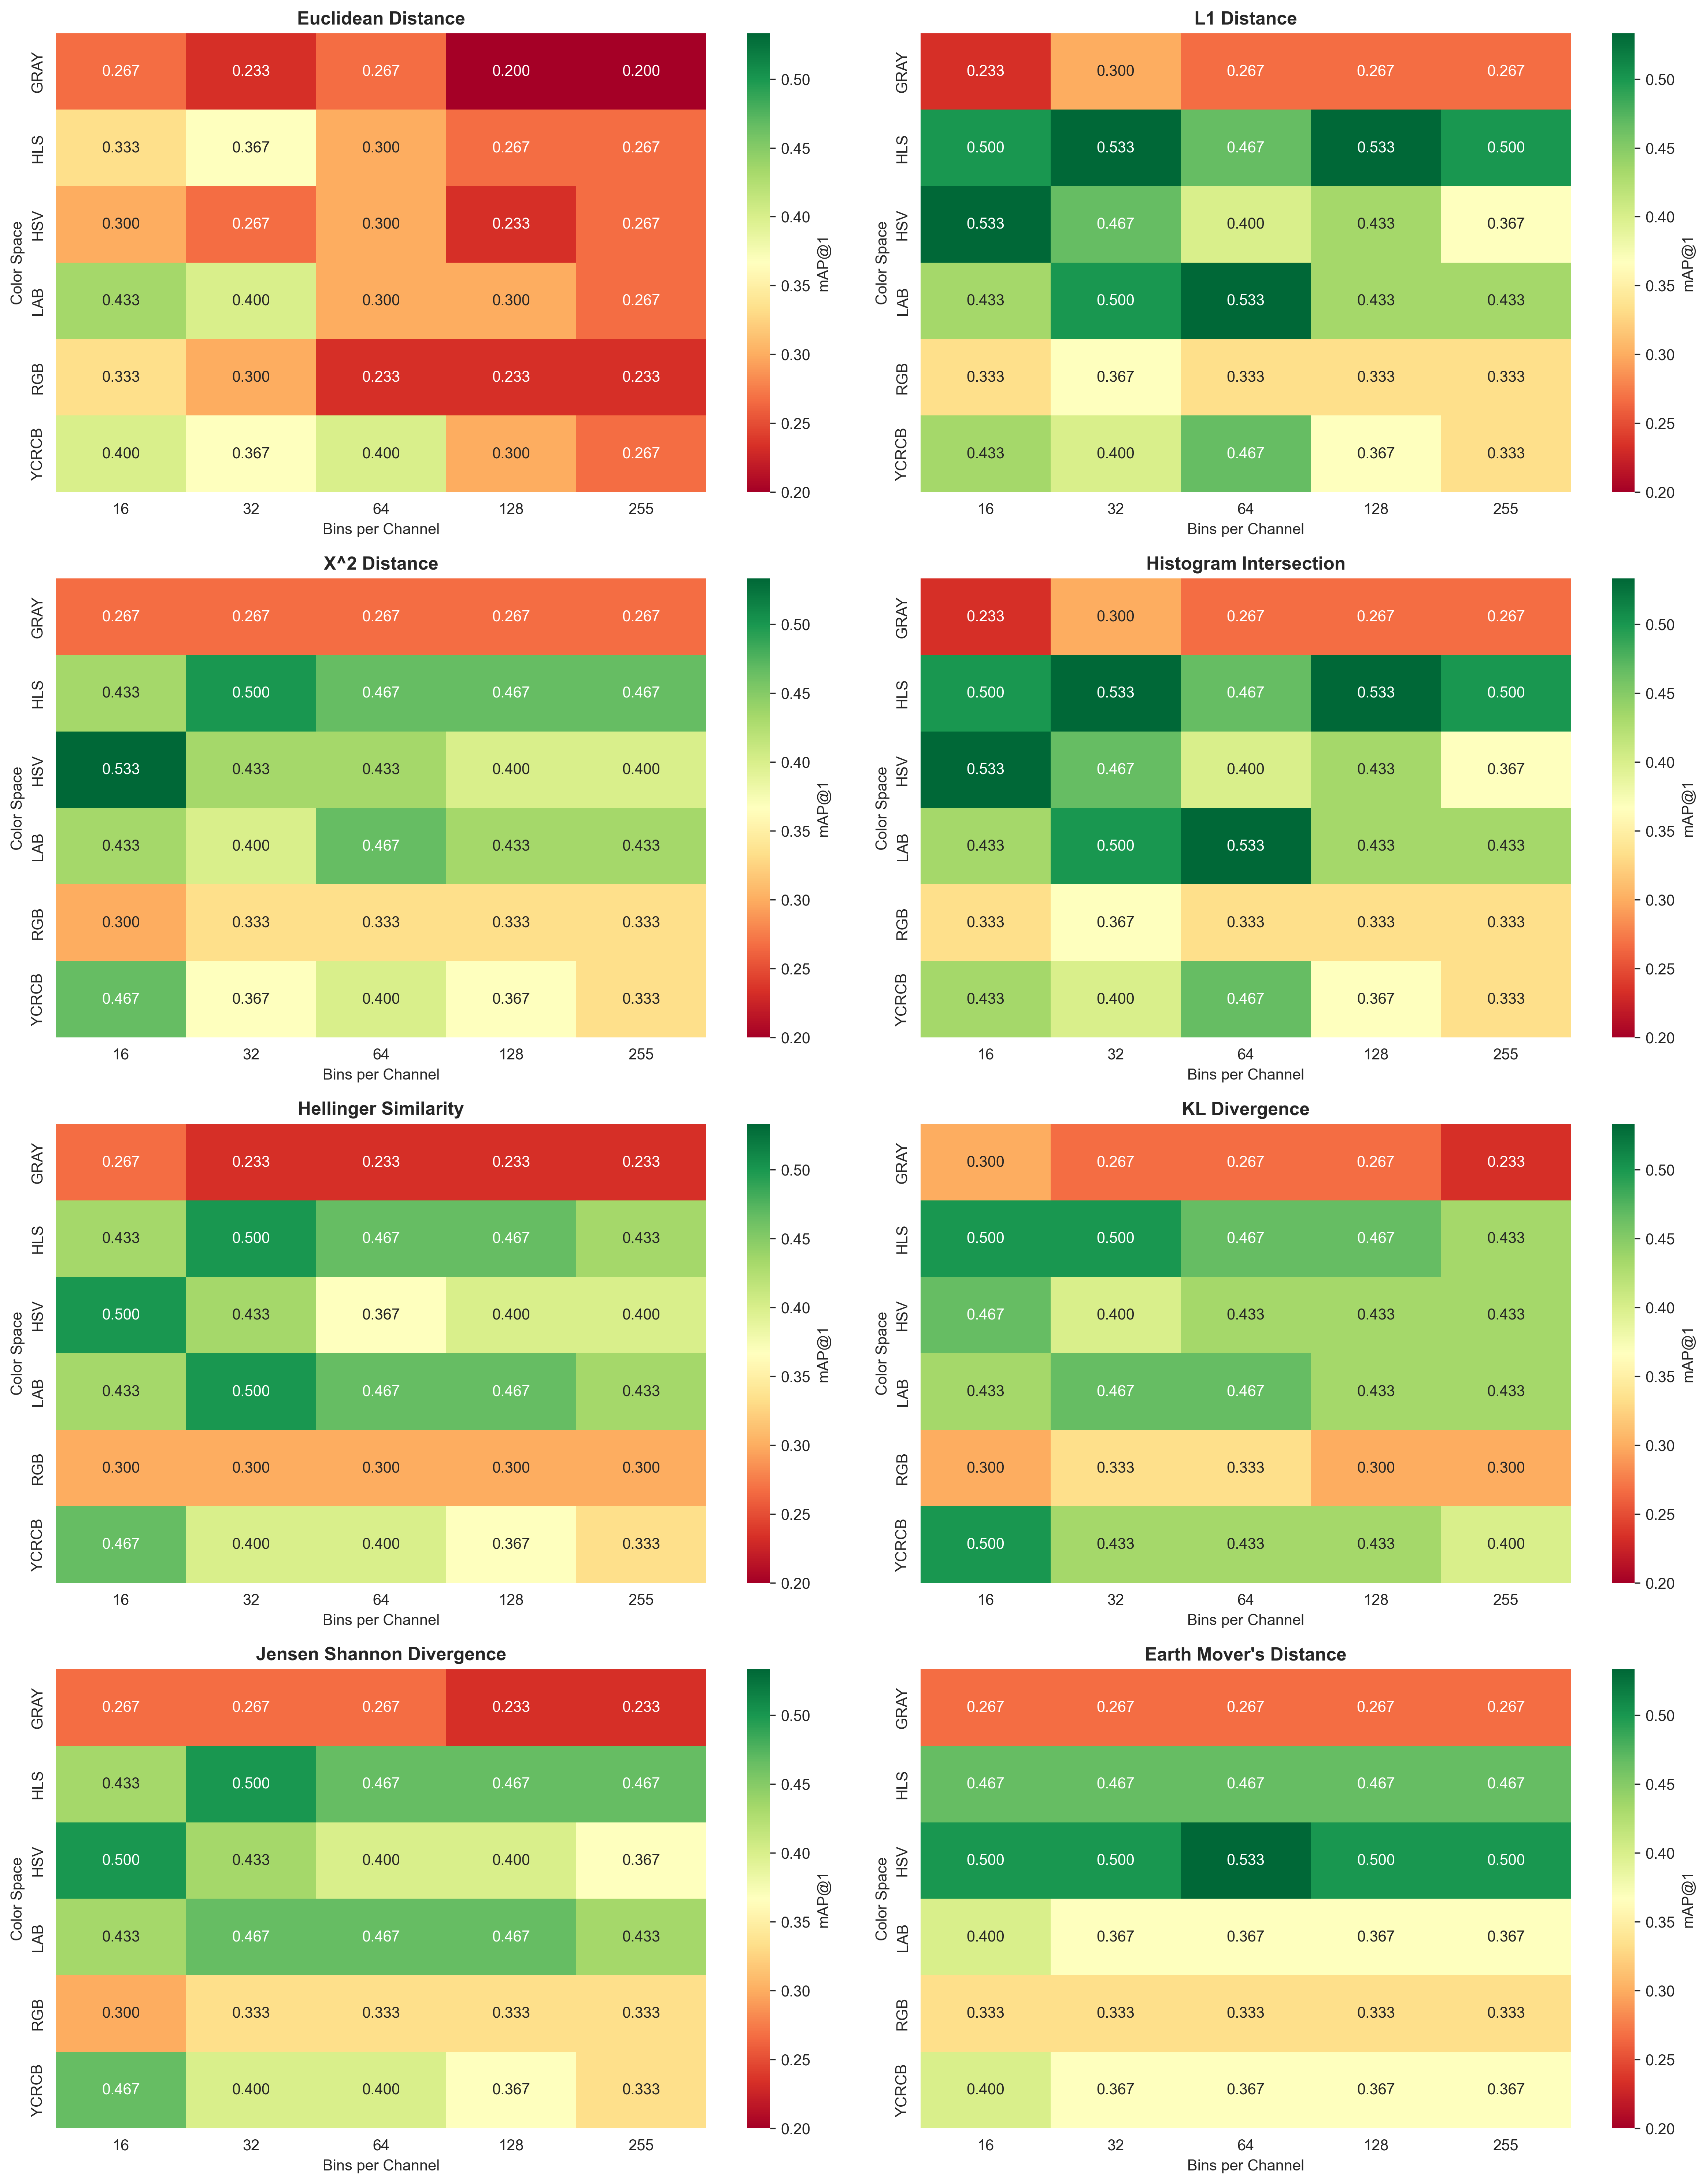 Euclidean Distance
GRAY 0.267 0.233 0.267 0.200 0.200
HLS 0.333 0.367 0.300 0.267 0.267
HSV 0.300 0.267 0.300 0.233 0.267
LAB 0.433 0.400 0.300 0.300 0.267
RGB 0.333 0.300 0.233 0.233 0.233
YCRCB 0.400 0.367 0.400 0.300 0.267
16 32 64 128 255
Bins per Channel
Color Space
0.50
0.45
0.40
0.35
0.30
0.25
0.20
mAP@1
L1 Distance
GRAY 0.233 0.300 0.267 0.267 0.267
HLS 0.500 0.533 0.467 0.533 0.500
HSV 0.533 0.467 0.400 0.433 0.367
LAB 0.433 0.500 0.533 0.433 0.433
RGB 0.333 0.367 0.333 0.333 0.333
YCRCB 0.433 0.400 0.467 0.367 0.333
16 32 64 128 255
Bins per Channel
Color Space
0.50
0.45
0.40
0.35
0.30
0.25
0.20
mAP@1
X^2 Distance
GRAY 0.267 0.267 0.267 0.267 0.267
HLS 0.433 0.500 0.467 0.467 0.467
HSV 0.533 0.433 0.433 0.400 0.400
LAB 0.433 0.400 0.467 0.433 0.433
RGB 0.300 0.333 0.333 0.333 0.333
YCRCB 0.467 0.367 0.400 0.367 0.333
16 32 64 128 255
Bins per Channel
Color Space
0.50
0.45
0.40
0.35
0.30
0.25
0.20
mAP@1
Histogram Intersection
GRAY 0.233 0.300 0.267 0.267 0.267
HLS 0.500 0.533 0.467 0.533 0.500
HSV 0.533 0.467 0.400 0.433 0.367
LAB 0.433 0.500 0.533 0.433 0.433
RGB 0.333 0.367 0.333 0.333 0.333
YCRCB 0.433 0.400 0.467 0.367 0.333
16 32 64 128 255
Bins per Channel
Color Space
0.50
0.45
0.40
0.35
0.30
0.25
0.20
mAP@1
Hellinger Similarity
GRAY 0.267 0.233 0.233 0.233 0.233
HLS 0.433 0.500 0.467 0.467 0.433
HSV 0.500 0.433 0.367 0.400 0.400
LAB 0.433 0.500 0.467 0.467 0.433
RGB 0.300 0.300 0.300 0.300 0.300
YCRCB 0.467 0.400 0.400 0.367 0.333
16 32 64 128 255
Bins per Channel
Color Space
0.50
0.45
0.40
0.35
0.30
0.25
0.20
mAP@1
KL Divergence
GRAY 0.300 0.267 0.267 0.267 0.233
HLS 0.500 0.500 0.467 0.467 0.433
HSV 0.467 0.400 0.433 0.433 0.433
LAB 0.433 0.467 0.467 0.433 0.433
RGB 0.300 0.333 0.333 0.300 0.300
YCRCB 0.500 0.433 0.433 0.433 0.400
16 32 64 128 255
Bins per Channel
Color Space
0.50
0.45
0.40
0.35
0.30
0.25
0.20
mAP@1
Jensen Shannon Divergence
GRAY 0.267 0.267 0.267 0.233 0.233
HLS 0.433 0.500 0.467 0.467 0.467
HSV 0.500 0.433 0.400 0.400 0.367
LAB 0.433 0.467 0.467 0.467 0.433
RGB 0.300 0.333 0.333 0.333 0.333
YCRCB 0.467 0.400 0.400 0.367 0.333
16 32 64 128 255
Bins per Channel
Color Space
0.50
0.45
0.40
0.35
0.30
0.25
0.20
mAP@1
Earth Mover's Distance
GRAY 0.267 0.267 0.267 0.267 0.267
HLS 0.467 0.467 0.467 0.467 0.467
HSV 0.500 0.500 0.533 0.500 0.500
LAB 0.400 0.367 0.367 0.367 0.367
RGB 0.333 0.333 0.333 0.333 0.333
YCRCB 0.400 0.367 0.367 0.367 0.367
16 32 64 128 255
Bins per Channel
Color Space
0.50
0.45
0.40
0.35
0.30
0.25
0.20
mAP@1